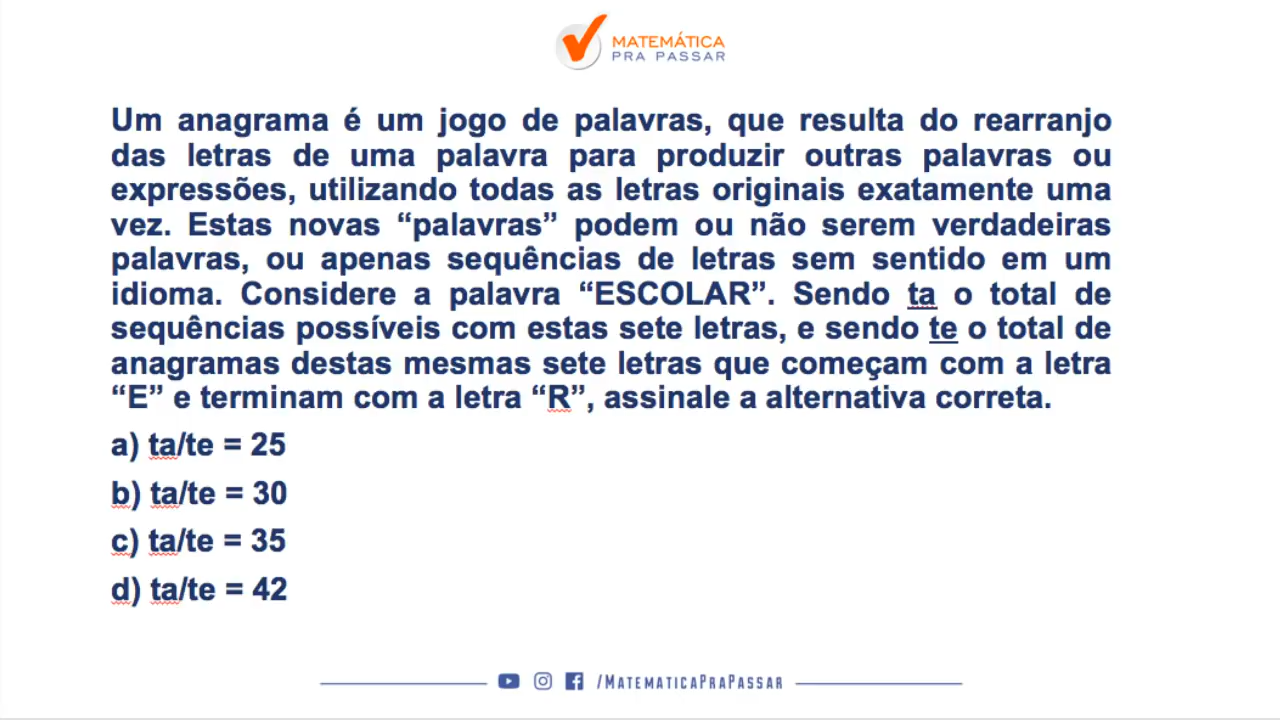 MATEMÁTICA
PRA PASSAR
Um anagrama é um jogo de palavras, que resulta do rearranjo
das letras de uma palavra para produzir outras palavras ou
expressões, utilizando todas as letras originais exatamente uma
vez. Estas novas “palavras” podem ou não serem verdadeiras
palavras, ou apenas sequências de letras sem sentido em um
idioma. Considere a palavra “ESCOLAR”. Sendo ta o total de
sequências possíveis com estas sete letras, e sendo te o total de
anagramas destas mesmas sete letras que começam com a letra
“E” e terminam com a letra “R”, assinale a alternativa correta.
a) ta/te = 25
b) ta/te = 30
c) ta/te = 35
d) ta/te = 42
/MATEMATICAPRAPASSAR